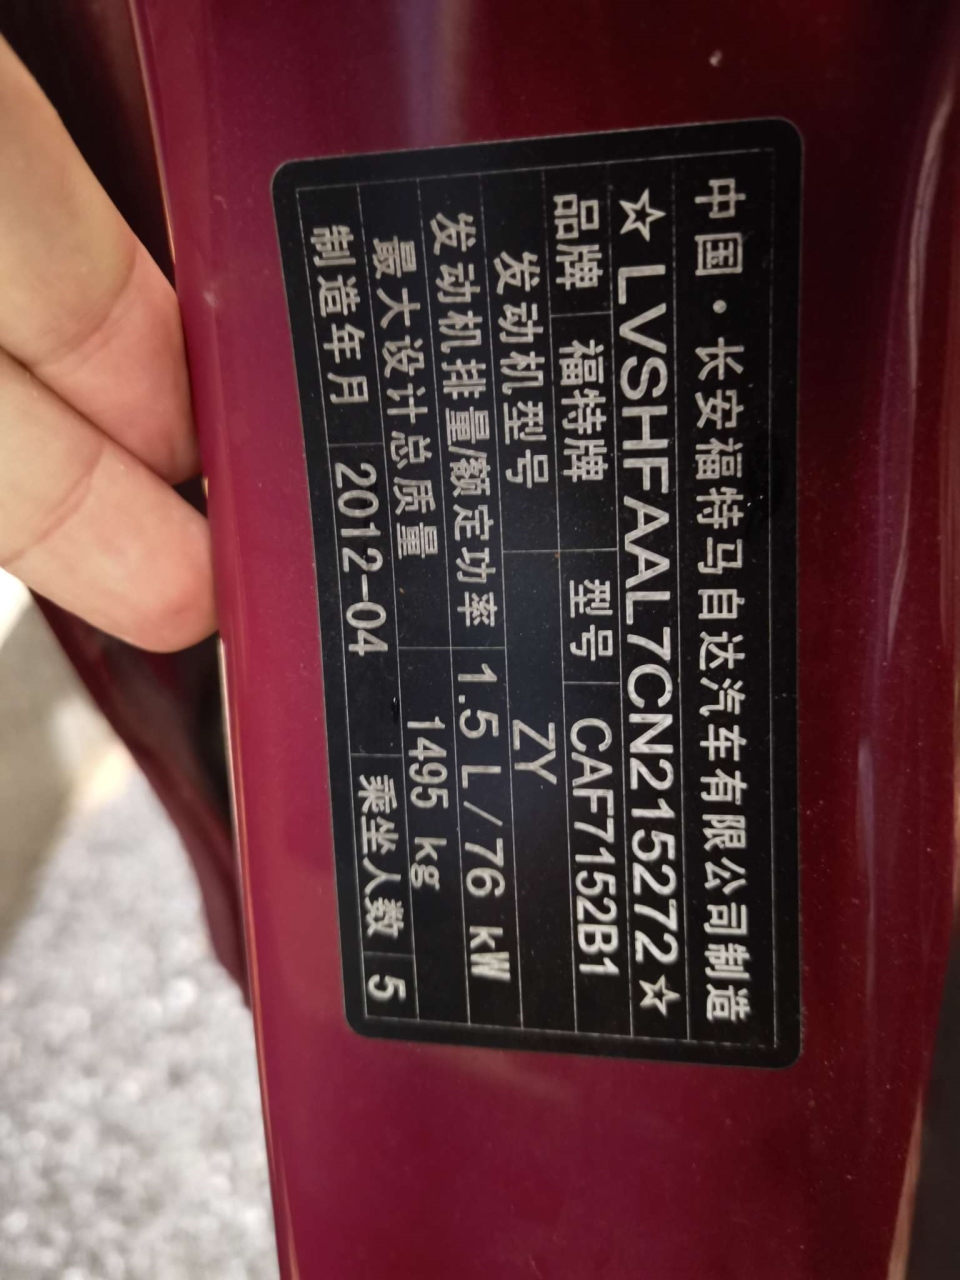 中国·长安福特马自达汽车有限公司制造
☆LVSHFAAL7CN215272☆
品牌 福特牌 型号 CAF7152B1
发动机型号 ZY
发动机排量/额定功率 1.5 L/76 kW
最大设计总质量 1495 kg
制造年月 2012-04 乘坐人数 5